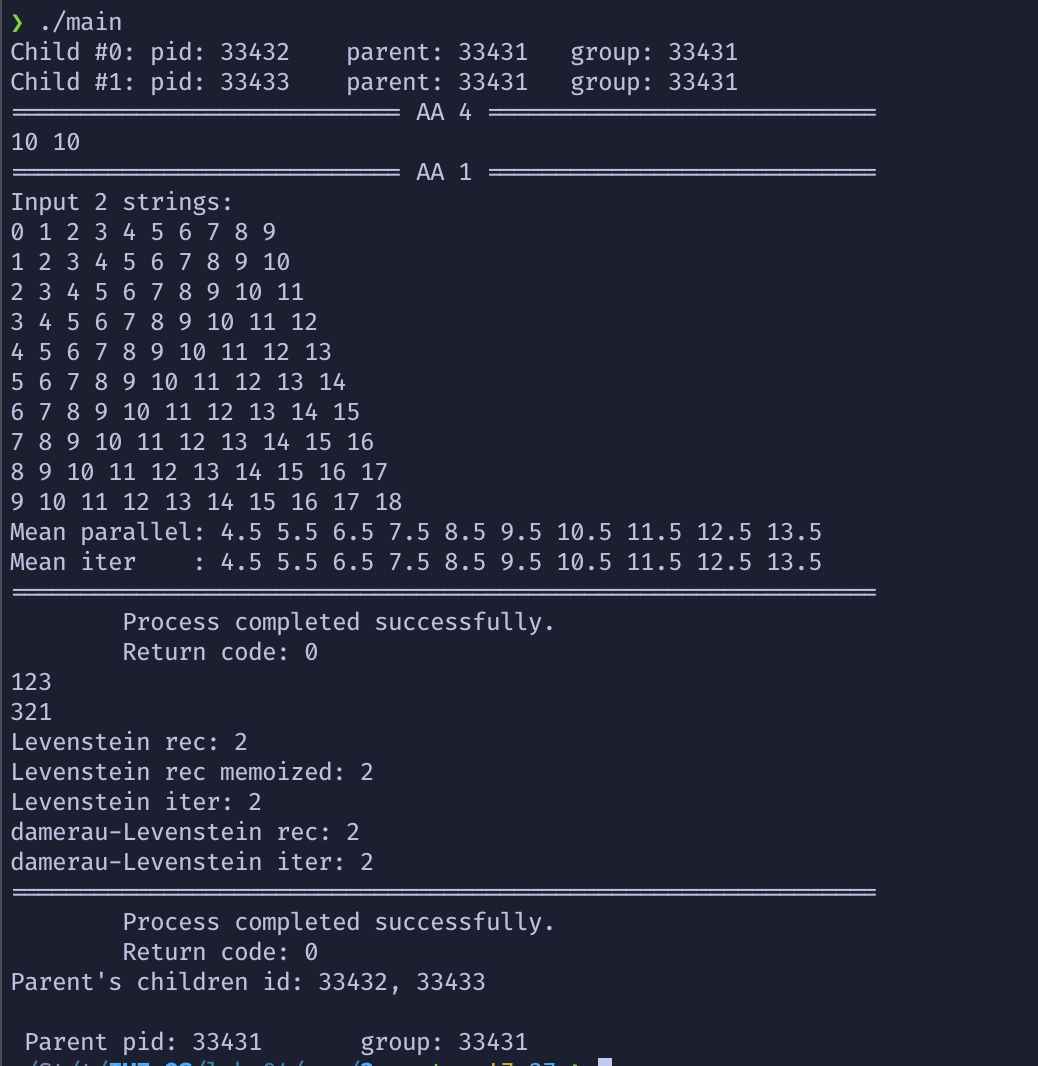 ❯ ./main
Child #0: pid: 33432    parent: 33431   group: 33431
Child #1: pid: 33433    parent: 33431   group: 33431
════════════════════════════ AA 4 ════════════════════════════
10 10
════════════════════════════ AA 1 ════════════════════════════
Input 2 strings:
0 1 2 3 4 5 6 7 8 9
1 2 3 4 5 6 7 8 9 10
2 3 4 5 6 7 8 9 10 11
3 4 5 6 7 8 9 10 11 12
4 5 6 7 8 9 10 11 12 13
5 6 7 8 9 10 11 12 13 14
6 7 8 9 10 11 12 13 14 15
7 8 9 10 11 12 13 14 15 16
8 9 10 11 12 13 14 15 16 17
9 10 11 12 13 14 15 16 17 18
Mean parallel: 4.5 5.5 6.5 7.5 8.5 9.5 10.5 11.5 12.5 13.5
Mean iter    : 4.5 5.5 6.5 7.5 8.5 9.5 10.5 11.5 12.5 13.5
══════════════════════════════════════════════════════════════
        Process completed successfully.
        Return code: 0
123
321
Levenstein rec: 2
Levenstein rec memoized: 2
Levenstein iter: 2
damerau-Levenstein rec: 2
damerau-Levenstein iter: 2
══════════════════════════════════════════════════════════════
        Process completed successfully.
        Return code: 0
Parent's children id: 33432, 33433
 Parent pid: 33431       group: 33431